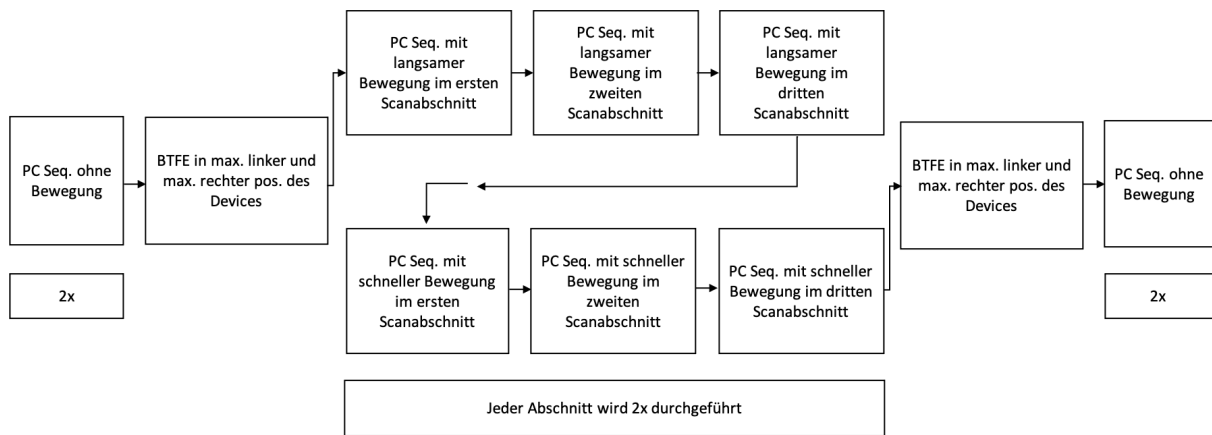 PC Seq. ohne
Bewegung
2x
BTFE in max. linker und
max. rechter pos. des
Devices
PC Seq. mit
langsamer
Bewegung im ersten
Scanabschnitt
PC Seq. mit
langsamer
Bewegung im
zweiten
Scanabschnitt
PC Seq. mit
langsamer
Bewegung im
dritten
Scanabschnitt
PC Seq. mit
schneller Bewegung
im ersten
Scanabschnitt
PC Seq. mit schneller
Bewegung im
zweiten
Scanabschnitt
PC Seq. mit schneller
Bewegung im dritten
Scanabschnitt
BTFE in max. linker und
max. rechter pos. des
Devices
PC Seq. ohne
Bewegung
2x
Jeder Abschnitt wird 2x durchgeführt